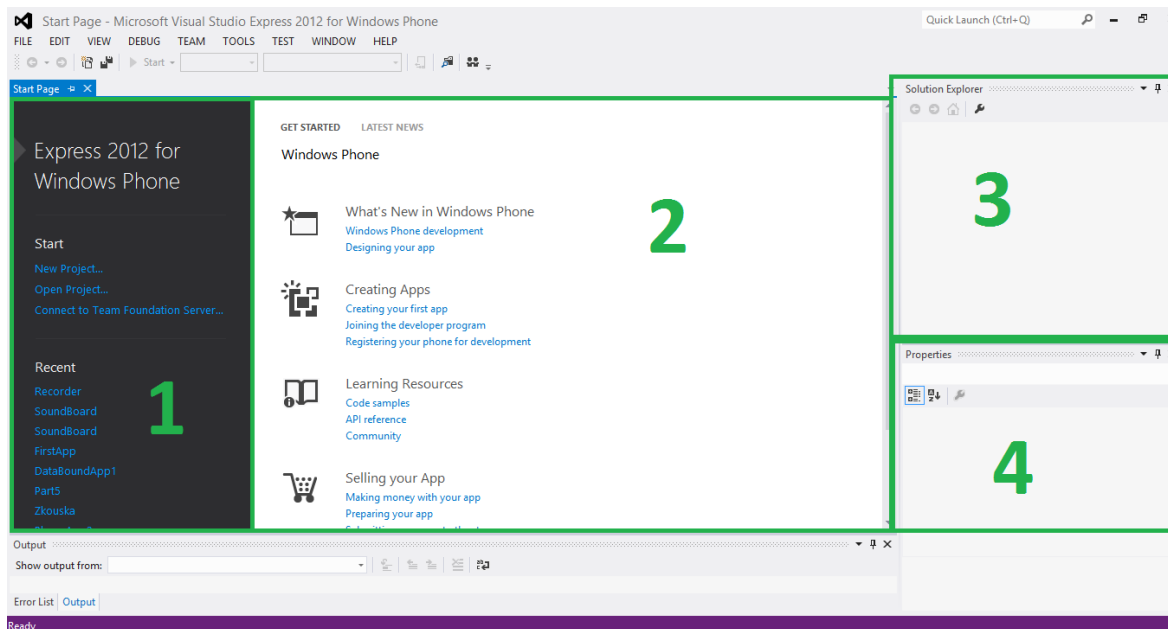 Start Page - Microsoft Visual Studio Express 2012 for Windows Phone
Quick Launch (Ctrl+Q)
FILE EDIT VIEW DEBUG TEAM TOOLS TEST WINDOW HELP
Start
Start Page
Express 2012 for
Windows Phone
Start
New Project...
Open Project...
Connect to Team Foundation Server...
Recent
Recorder
SoundBoard
SoundBoard
FirstApp
DataBoundApp1
Part5
Zkouska
1
GET STARTED LATEST NEWS
Windows Phone
What's New in Windows Phone
Windows Phone development
Designing your app
Creating Apps
Creating your first app
Joining the developer program
Registering your phone for development
Learning Resources
Code samples
API reference
Community
Selling your App
Making money with your app
Preparing your app
2
Solution Explorer
3
Properties
4
Output
Show output from:
Error List Output
Ready